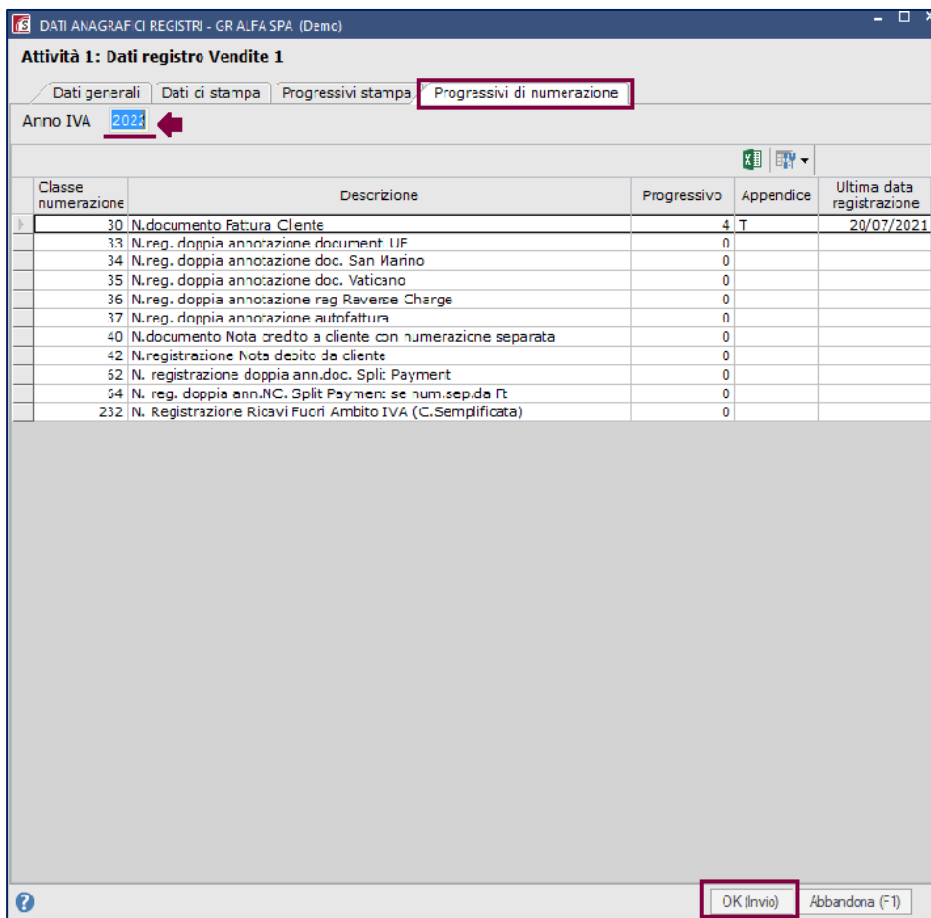 DATI ANAGRAFICI REGISTRI - GR ALFA SPA (Demo)
Attività 1: Dati registro Vendite 1
Dati generali Dati di stampa Progressivi stampa Progressivi di numerazione
Anno IVA
Classe numerazione Descrizione Progressivo Appendice Ultima data registrazione
30 N.documento Fattura Cliente 4 T 20/07/2021
33 N.reg. doppia annotazione document. UE 0
34 N.reg. doppia annotazione doc. San Marino 0
35 N.reg. doppia annotazione doc. Vaticano 0
36 N.reg. doppia annotazione reg Reverse Charge 0
37 N.reg. doppia annotazione autofattura 0
40 N.documento Nota credito a cliente con numerazione separata 0
42 N.registrazione Nota debito da cliente 0
62 N. registrazione doppia ann.doc. Split Payment 0
64 N. reg. doppia ann.NC. Split Payment se num.sep.da Ft 0
232 N. Registrazione Ricavi Fuori Ambito IVA (C.Semplificata) 0
OK (Invio) Abbandona (F1)